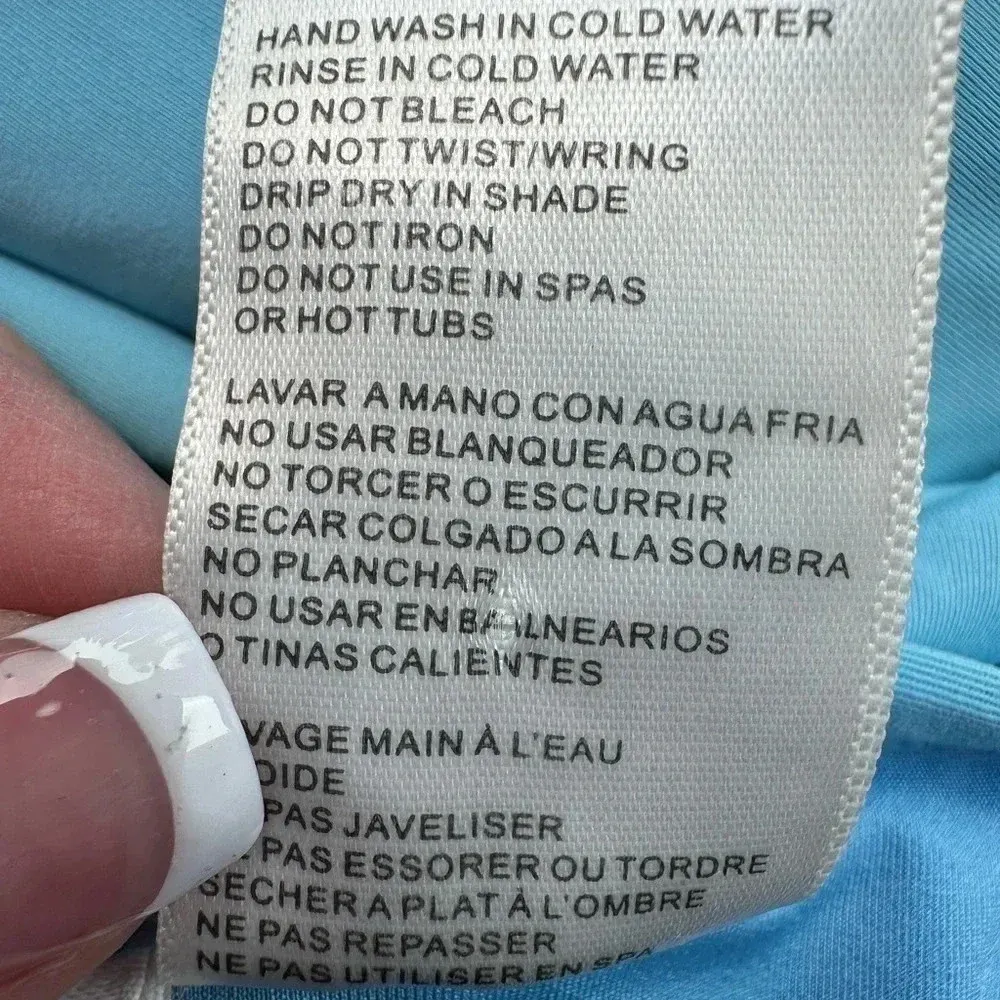 HAND WASH IN COLD WATER
RINSE IN COLD WATER
DO NOT BLEACH
DO NOT TWIST/WRING
DRIP DRY IN SHADE
DO NOT IRON
DO NOT USE IN SPAS
OR HOT TUBS
LAVAR A MANO CON AGUA FRIA
NO USAR BLANQUEADOR
NO TORCER O ESCURRIR
SECAR COLGADO A LA SOMBRA
NO PLANCHAR
NO USAR EN BALNEARIOS
O TINAS CALIENTES
MAIN À L'EAU
PAS JAVELISER
PAS ESSORER OU TORDRE
SECHER A PLAT À L'OMBRE
NE PAS REPASSER
NE PAS UTILISER EN